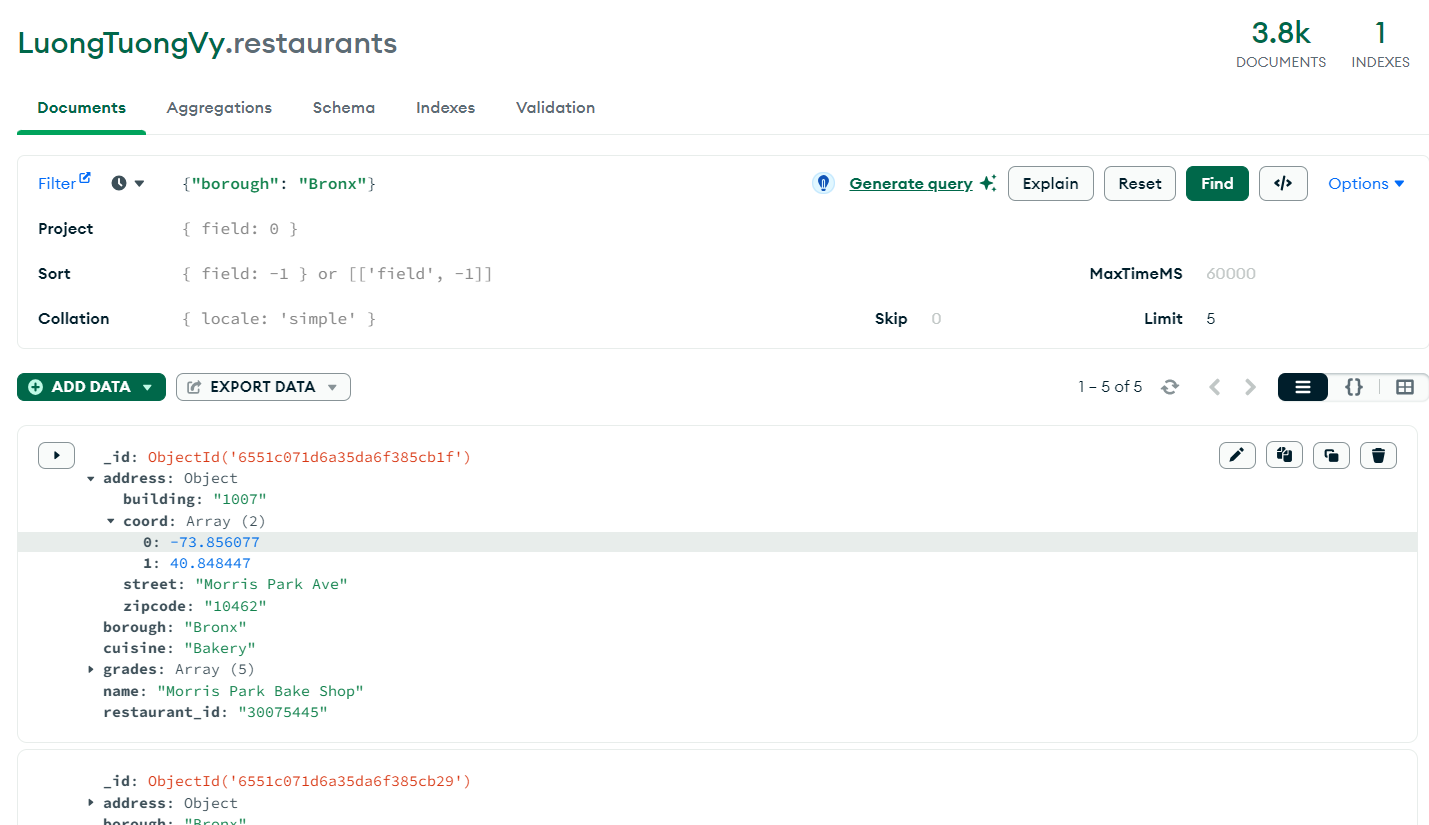 LuongTuongVy.restaurants
3.8k
DOCUMENTS
1
INDEXES
Documents Aggregations Schema Indexes Validation
Filter {"borough": "Bronx"} Generate query Explain Reset Find </> Options
Project { field: 0 }
Sort { field: -1 } or [['field', -1]] MaxTimeMS 60000
Collation { locale: 'simple' } Skip 0 Limit 5
ADD DATA EXPORT DATA 1 – 5 of 5 {}
_id: ObjectId('6551c071d6a35da6f385cb1f')
address: Object
building: "1007"
coord: Array (2)
0: -73.856077
1: 40.848447
street: "Morris Park Ave"
zipcode: "10462"
borough: "Bronx"
cuisine: "Bakery"
grades: Array (5)
name: "Morris Park Bake Shop"
restaurant_id: "30075445"
_id: ObjectId('6551c071d6a35da6f385cb29')
address: Object
borough: "Bronx"